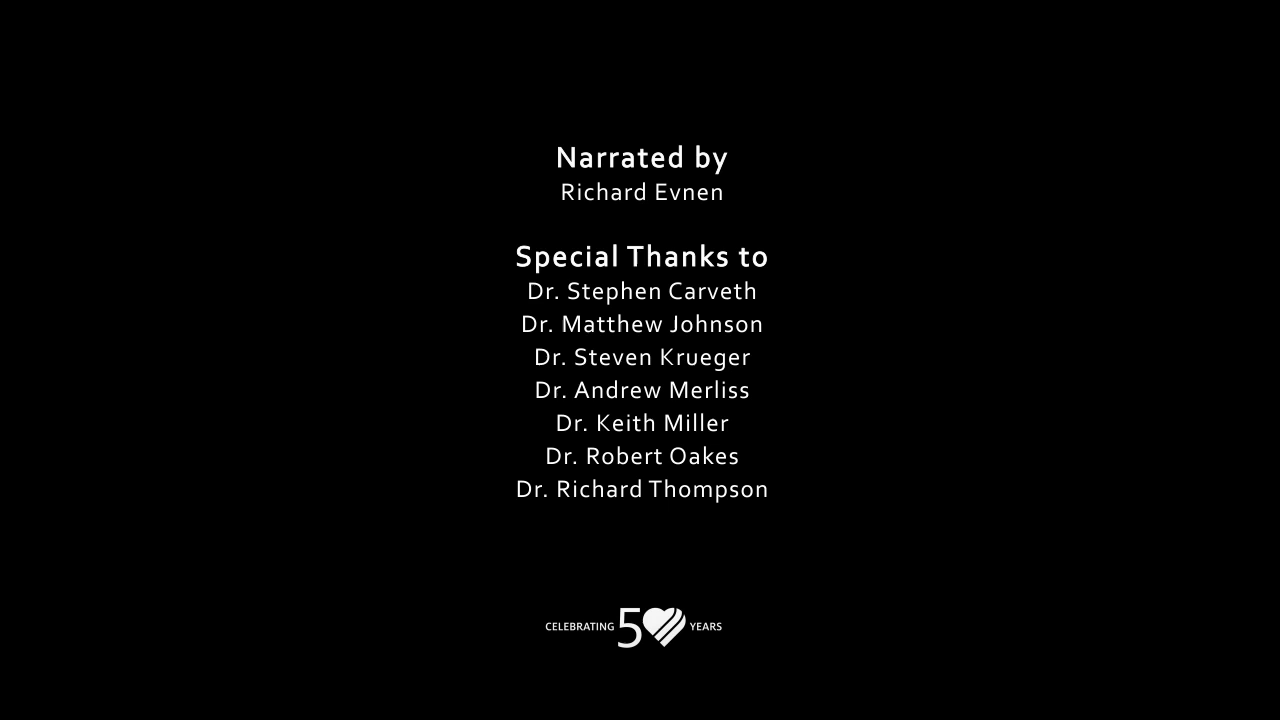 Narrated by
Richard Evnen
Special Thanks to
Dr. Stephen Carveth
Dr. Matthew Johnson
Dr. Steven Krueger
Dr. Andrew Merliss
Dr. Keith Miller
Dr. Robert Oakes
Dr. Richard Thompson
CELEBRATING 5 YEARS